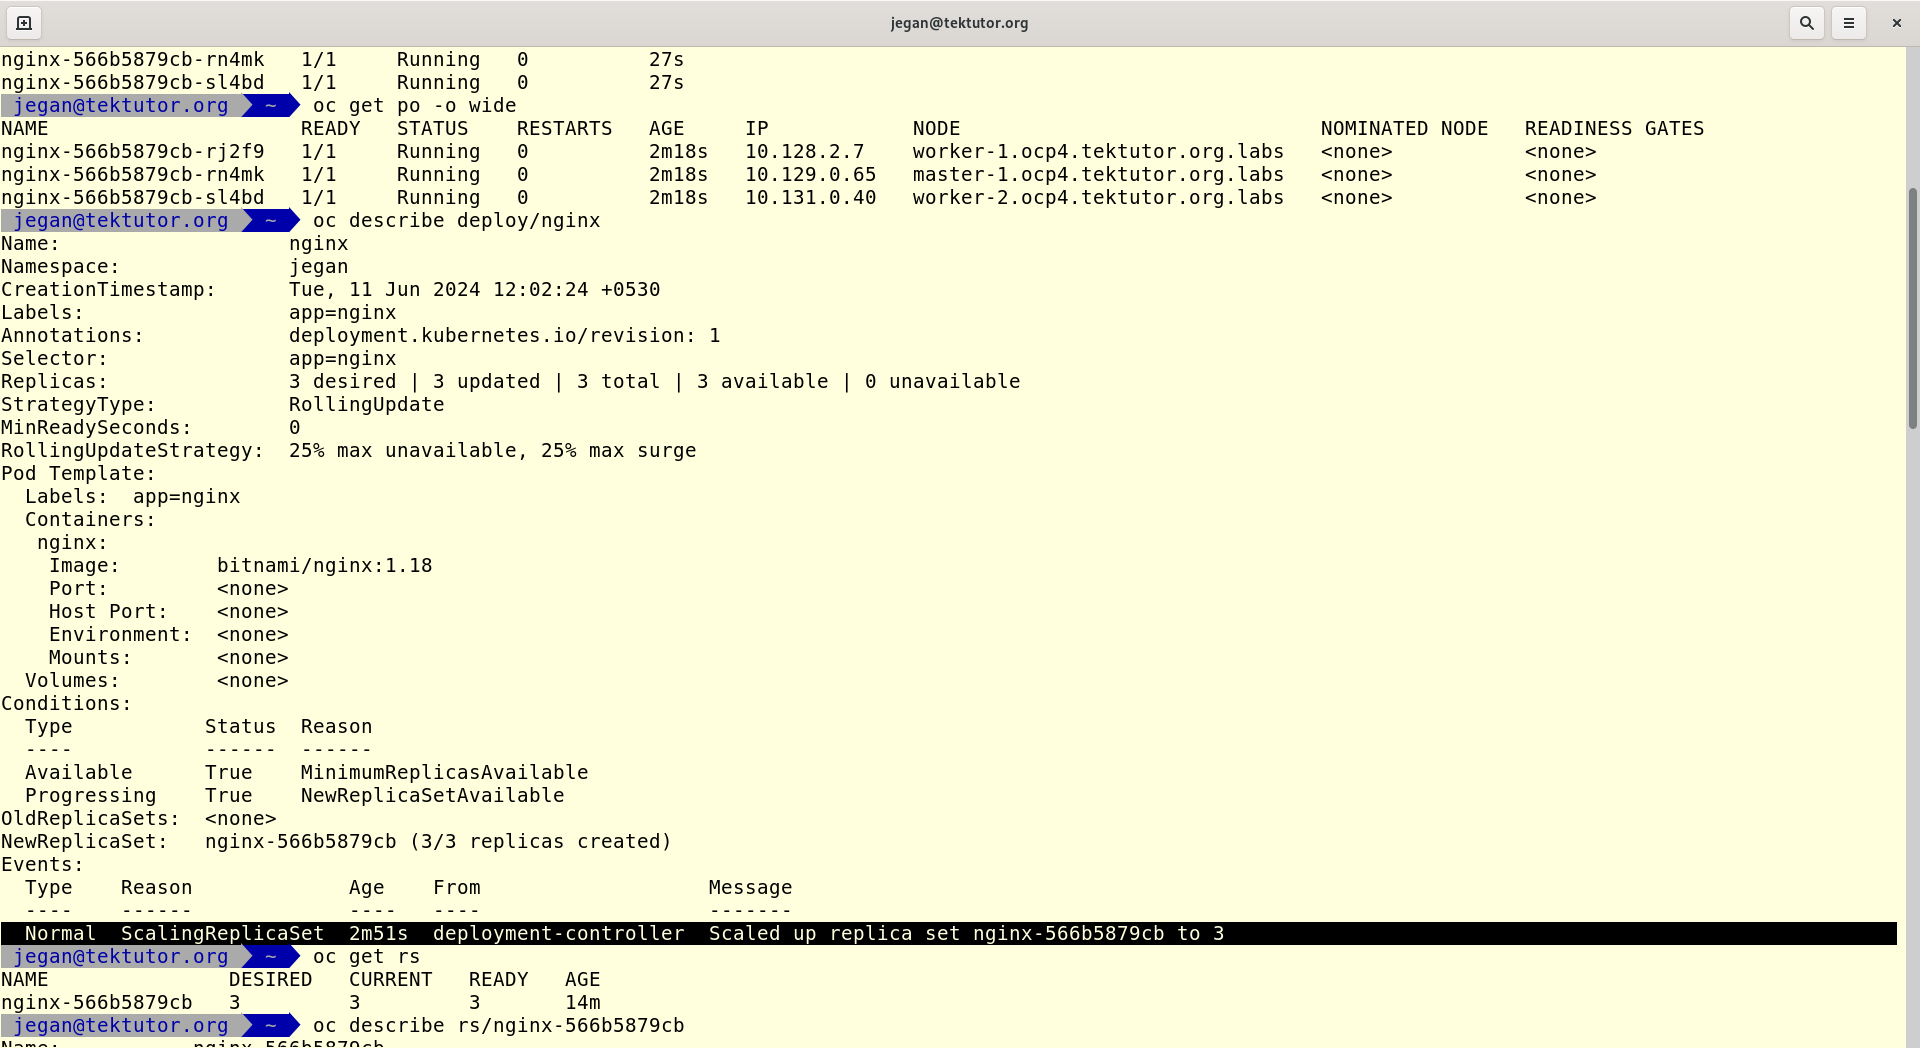 jegan@tektutor.org
nginx-566b5879cb-rn4mk   1/1     Running   0          27s
nginx-566b5879cb-sl4bd   1/1     Running   0          27s
 jegan@tektutor.org  ~  oc get po -o wide
NAME                     READY   STATUS    RESTARTS   AGE     IP            NODE                              NOMINATED NODE   READINESS GATES
nginx-566b5879cb-rj2f9   1/1     Running   0          2m18s   10.128.2.7    worker-1.ocp4.tektutor.org.labs   <none>           <none>
nginx-566b5879cb-rn4mk   1/1     Running   0          2m18s   10.129.0.65   master-1.ocp4.tektutor.org.labs   <none>           <none>
nginx-566b5879cb-sl4bd   1/1     Running   0          2m18s   10.131.0.40   worker-2.ocp4.tektutor.org.labs   <none>           <none>
 jegan@tektutor.org  ~  oc describe deploy/nginx
Name:                   nginx
Namespace:              jegan
CreationTimestamp:      Tue, 11 Jun 2024 12:02:24 +0530
Labels:                 app=nginx
Annotations:            deployment.kubernetes.io/revision: 1
Selector:               app=nginx
Replicas:               3 desired | 3 updated | 3 total | 3 available | 0 unavailable
StrategyType:           RollingUpdate
MinReadySeconds:        0
RollingUpdateStrategy:  25% max unavailable, 25% max surge
Pod Template:
  Labels:  app=nginx
  Containers:
   nginx:
    Image:        bitnami/nginx:1.18
    Port:         <none>
    Host Port:    <none>
    Environment:  <none>
    Mounts:       <none>
  Volumes:        <none>
Conditions:
  Type           Status  Reason
  ----           ------  ------
  Available      True    MinimumReplicasAvailable
  Progressing    True    NewReplicaSetAvailable
OldReplicaSets:  <none>
NewReplicaSet:   nginx-566b5879cb (3/3 replicas created)
Events:
  Type    Reason             Age    From                   Message
  ----    ------             ----   ----                   -------
  Normal  ScalingReplicaSet  2m51s  deployment-controller  Scaled up replica set nginx-566b5879cb to 3
 jegan@tektutor.org  ~  oc get rs
NAME               DESIRED   CURRENT   READY   AGE
nginx-566b5879cb   3         3         3       14m
 jegan@tektutor.org  ~  oc describe rs/nginx-566b5879cb
Name:           nginx-566b5879cb